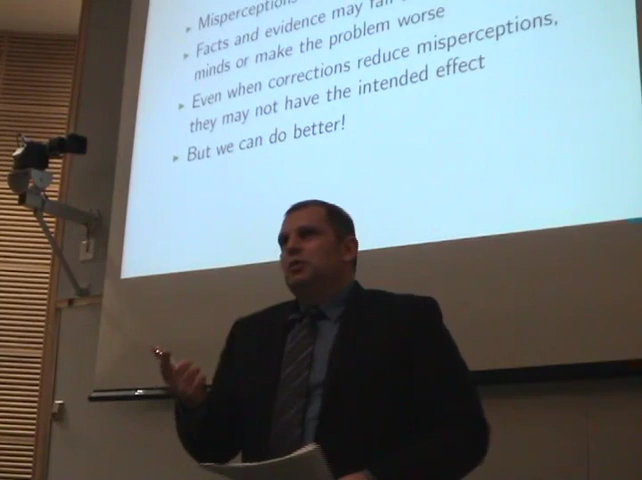 Misperceptions
Facts and evidence may fail
minds or make the problem worse
Even when corrections reduce misperceptions,
they may not have the intended effect
But we can do better!